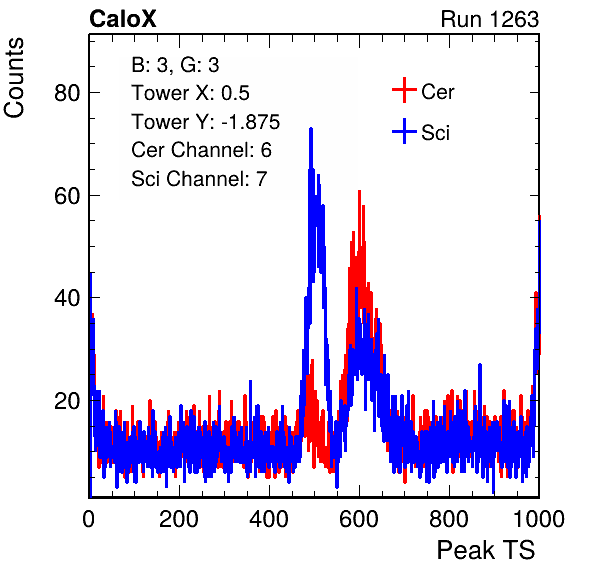 CaloX
Run 1263
Counts
B: 3, G: 3
Tower X: 0.5
Tower Y: -1.875
Cer Channel: 6
Sci Channel: 7
Cer
Sci
80
60
40
20
0 200 400 600 800 1000
Peak TS